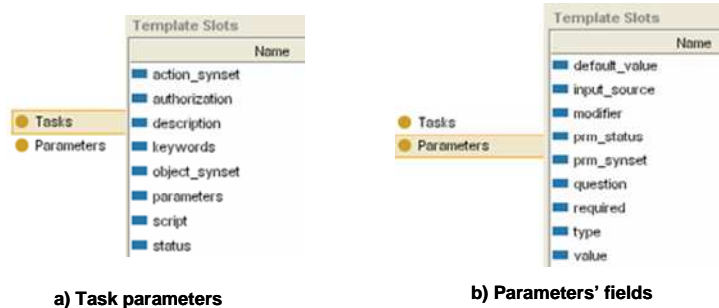 Template Slots
Name
action_synset
authorization
Tasks
description
Parameters
keywords
object_synset
parameters
script
status
a) Task parameters
Template Slots
Name
default_value
input_source
modifier
Tasks
prm_status
Parameters
prm_synset
question
required
type
value
b) Parameters' fields